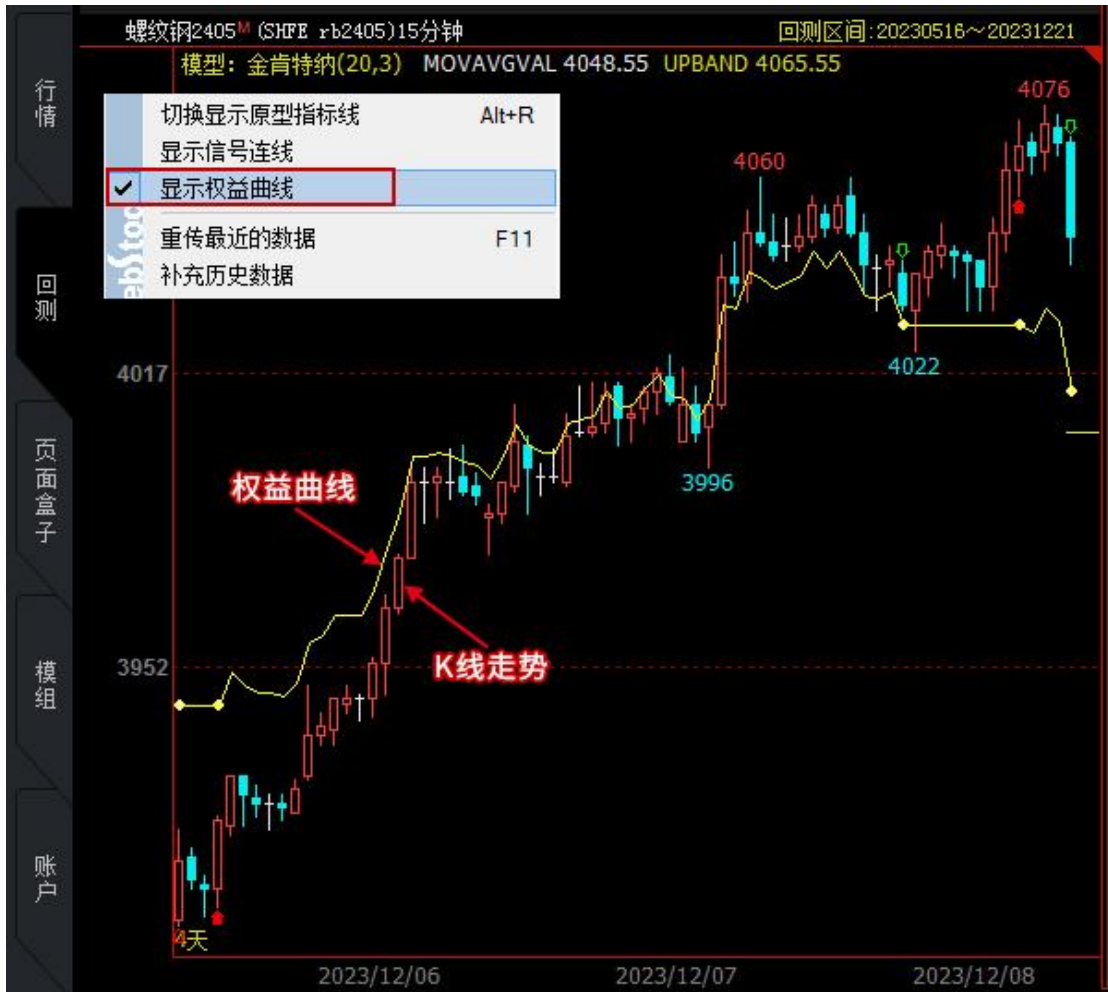 螺纹钢2405M (SHFE rb2405)15分钟
回测区间:20230516～20231221
模型：金肯特纳(20,3) MOVAVGVAL 4048.55 UPBAND 4065.55
行情
回测
页面盒子
模组
账户
切换显示原型指标线 Alt+R
显示信号连线
显示权益曲线
重传最近的数据 F11
补充历史数据
4076
4060
4022
4017
3996
权益曲线
K线走势
3952
4天
2023/12/06
2023/12/07
2023/12/08